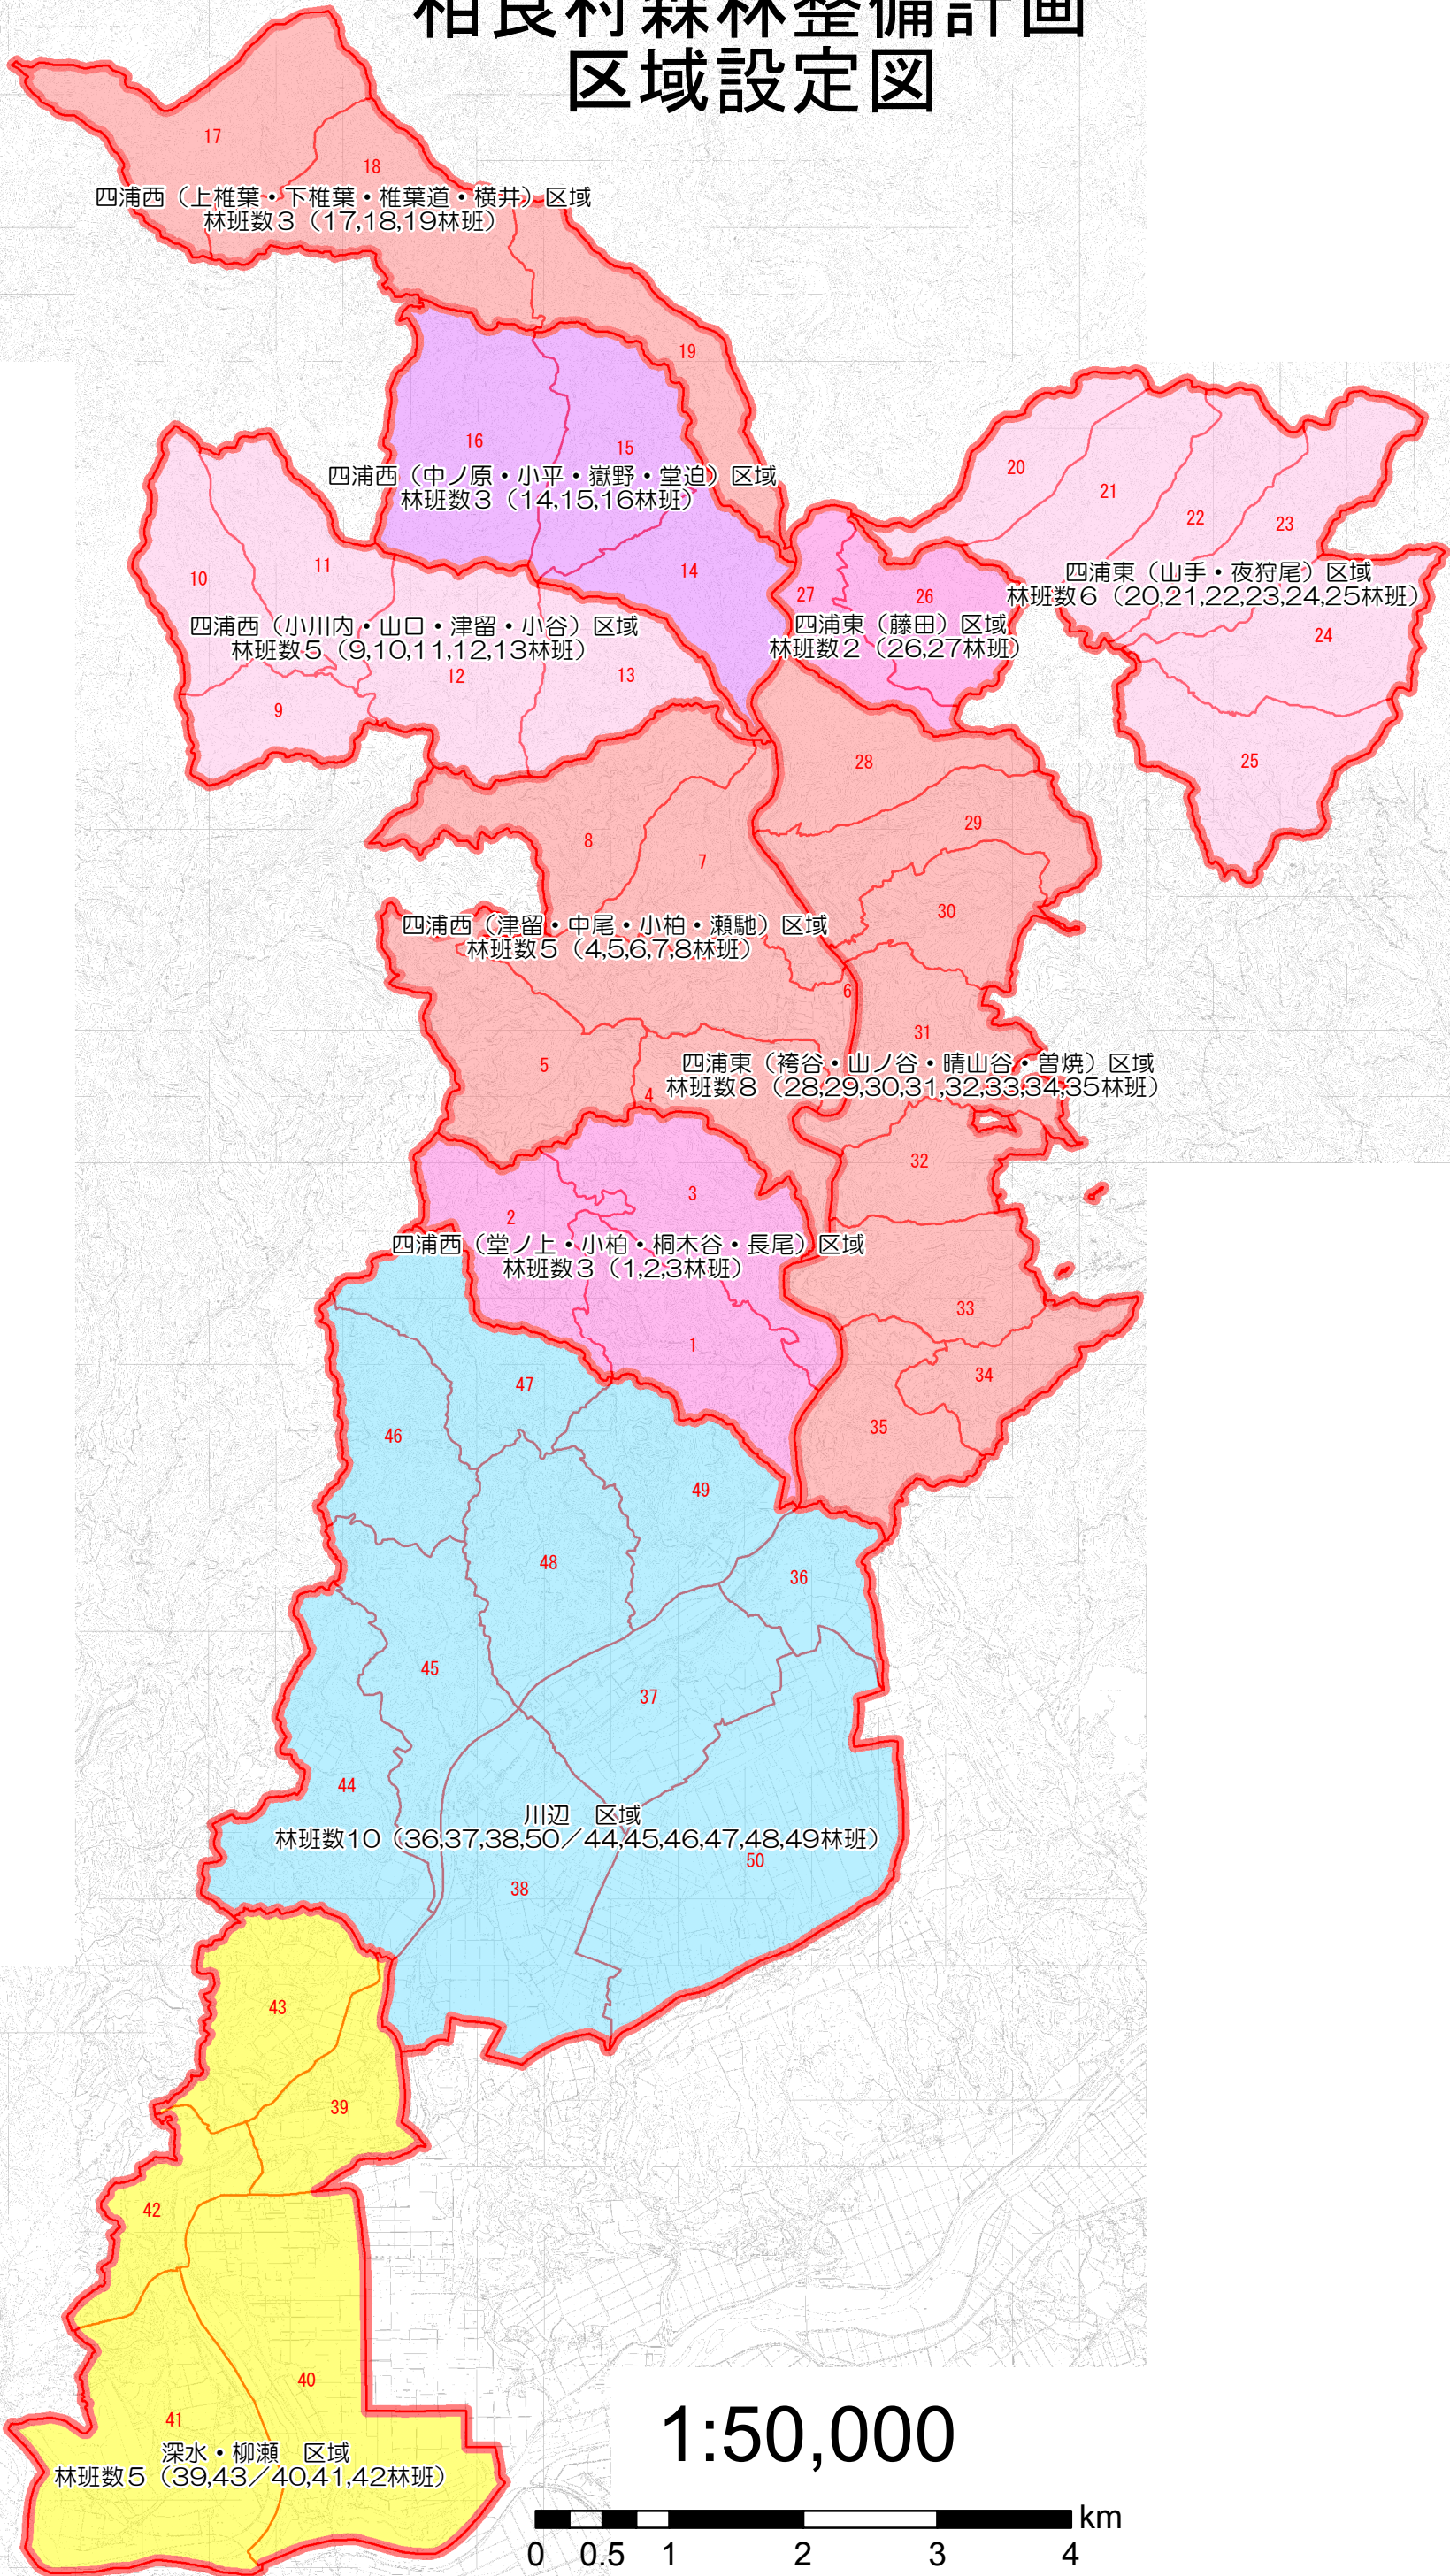 相良村森林整備計画
区域設定図
17
18
四浦西（上椎葉・下椎葉・椎葉道・横井）区域
林班数３（17,18,19林班）
19
16
15
四浦西（中ノ原・小平・嶽野・堂迫）区域
林班数３（14,15,16林班）
14
20
21
22
23
四浦東（山手・夜狩尾）区域
林班数６（20,21,22,23,24,25林班）
24
25
27
26
四浦東（藤田）区域
林班数２（26,27林班）
10
11
四浦西（小川内・山口・津留・小谷）区域
林班数５（9,10,11,12,13林班）
12
13
9
28
29
30
8
7
四浦西（津留・中尾・小柏・瀬馳）区域
林班数５（4,5,6,7,8林班）
6
5
4
31
四浦東（袴谷・山ノ谷・晴山谷・曽焼）区域
林班数８（28,29,30,31,32,33,34,35林班）
32
3
2
四浦西（堂ノ上・小柏・桐木谷・長尾）区域
林班数３（1,2,3林班）
1
33
34
35
47
46
49
48
36
45
37
44
川辺　区域
林班数10（36,37,38,50／44,45,46,47,48,49林班）
50
38
43
39
42
40
41
深水・柳瀬　区域
林班数５（39,43／40,41,42林班）
1:50,000
km
0 0.5 1 2 3 4